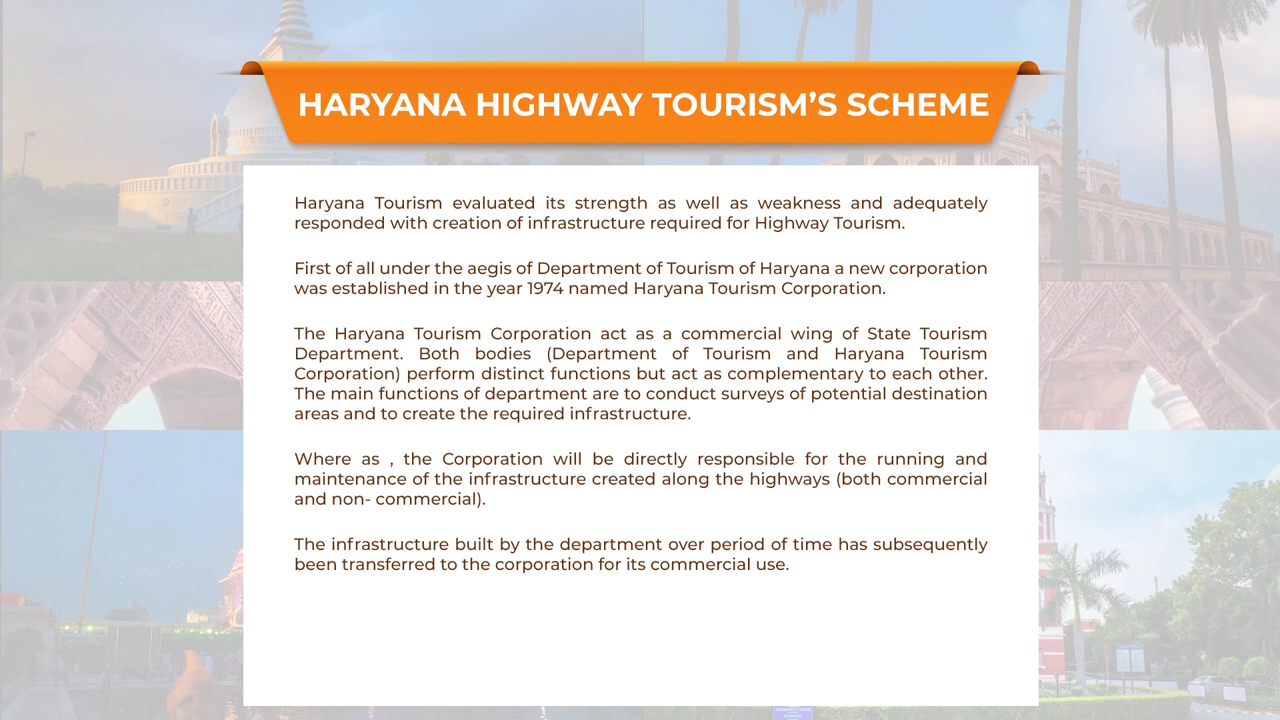 HARYANA HIGHWAY TOURISM’S SCHEME
Haryana Tourism evaluated its strength as well as weakness and adequately
responded with creation of infrastructure required for Highway Tourism.
First of all under the aegis of Department of Tourism of Haryana a new corporation
was established in the year 1974 named Haryana Tourism Corporation.
The Haryana Tourism Corporation act as a commercial wing of State Tourism
Department. Both bodies (Department of Tourism and Haryana Tourism
Corporation) perform distinct functions but act as complementary to each other.
The main functions of department are to conduct surveys of potential destination
areas and to create the required infrastructure.
Where as , the Corporation will be directly responsible for the running and
maintenance of the infrastructure created along the highways (both commercial
and non- commercial).
The infrastructure built by the department over period of time has subsequently
been transferred to the corporation for its commercial use.